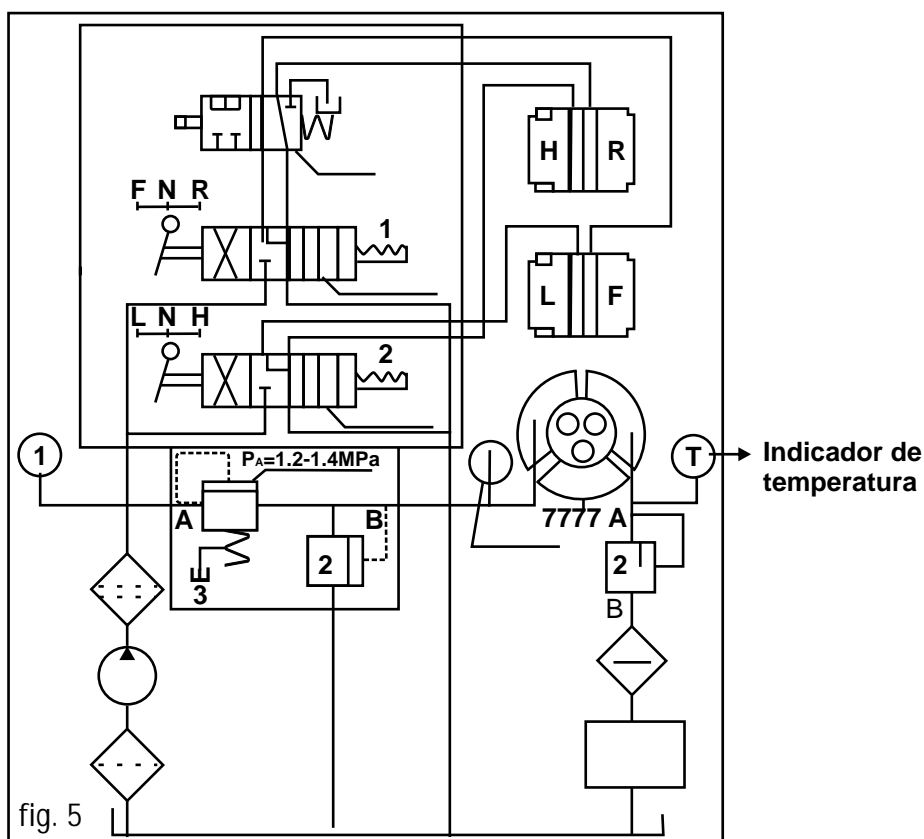 H R
F N R
1
L F
L N H
2
1
PA=1.2-1.4MPa
T
Indicador de
temperatura
A
B
7777 A
2
2
3
B
fig. 5